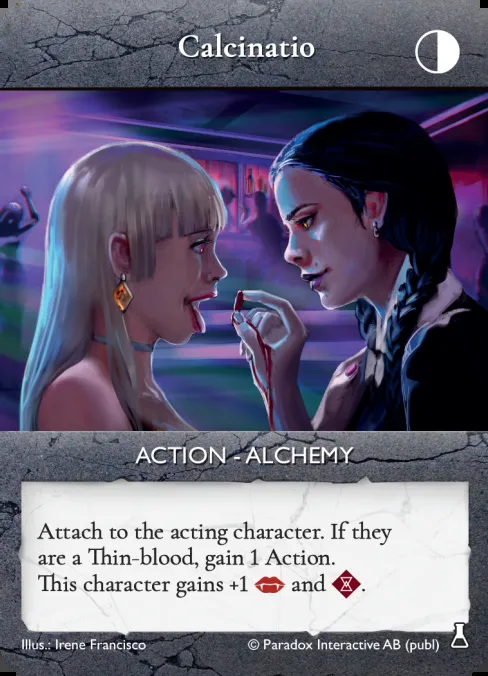 Calcinatio
ACTION - ALCHEMY
Attach to the acting character. If they
are a Thin-blood, gain 1 Action.
This character gains +1 and .
Illus.: Irene Francisco
© Paradox Interactive AB (publ)